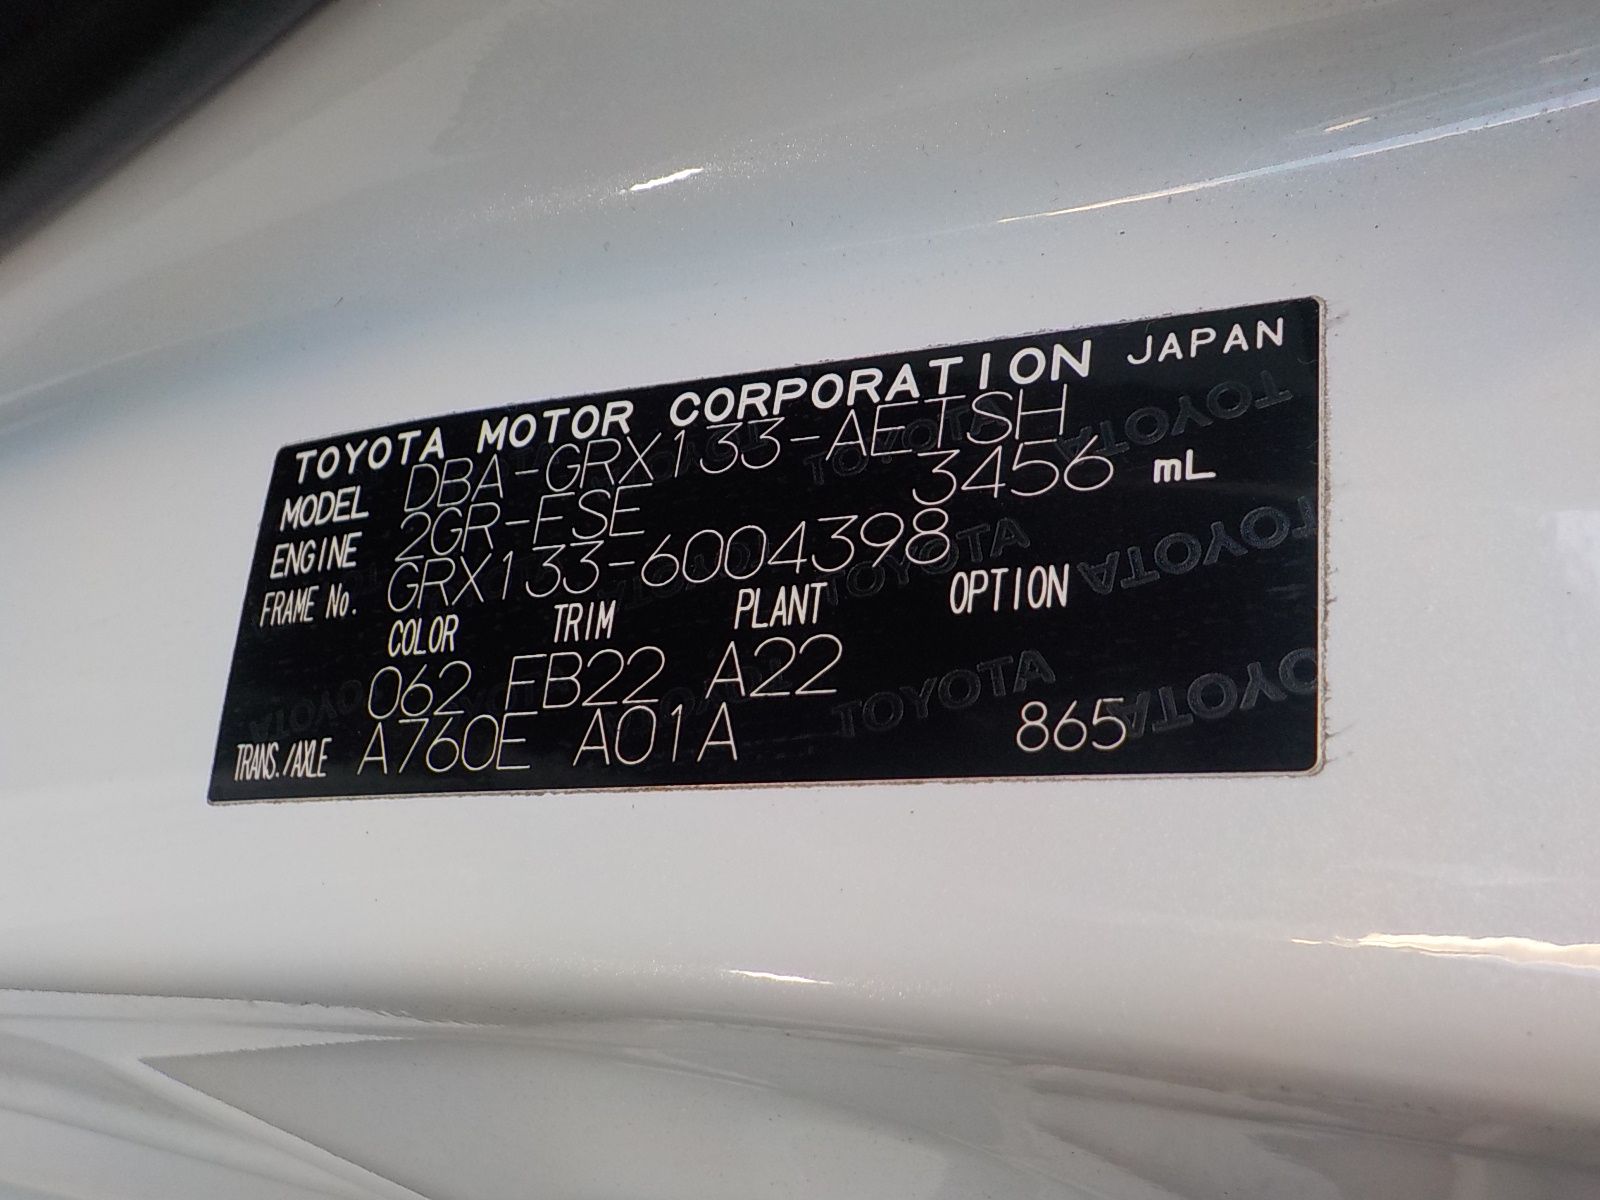 TOYOTA MOTOR CORPORATION JAPAN
MODEL DBA-GRX133-AETSH
ENGINE 2GR-FSE 3456 mL
FRAME No. GRX133-6004398
COLOR TRIM PLANT OPTION
062 FB22 A22
TRANS./AXLE A760E A01A 865